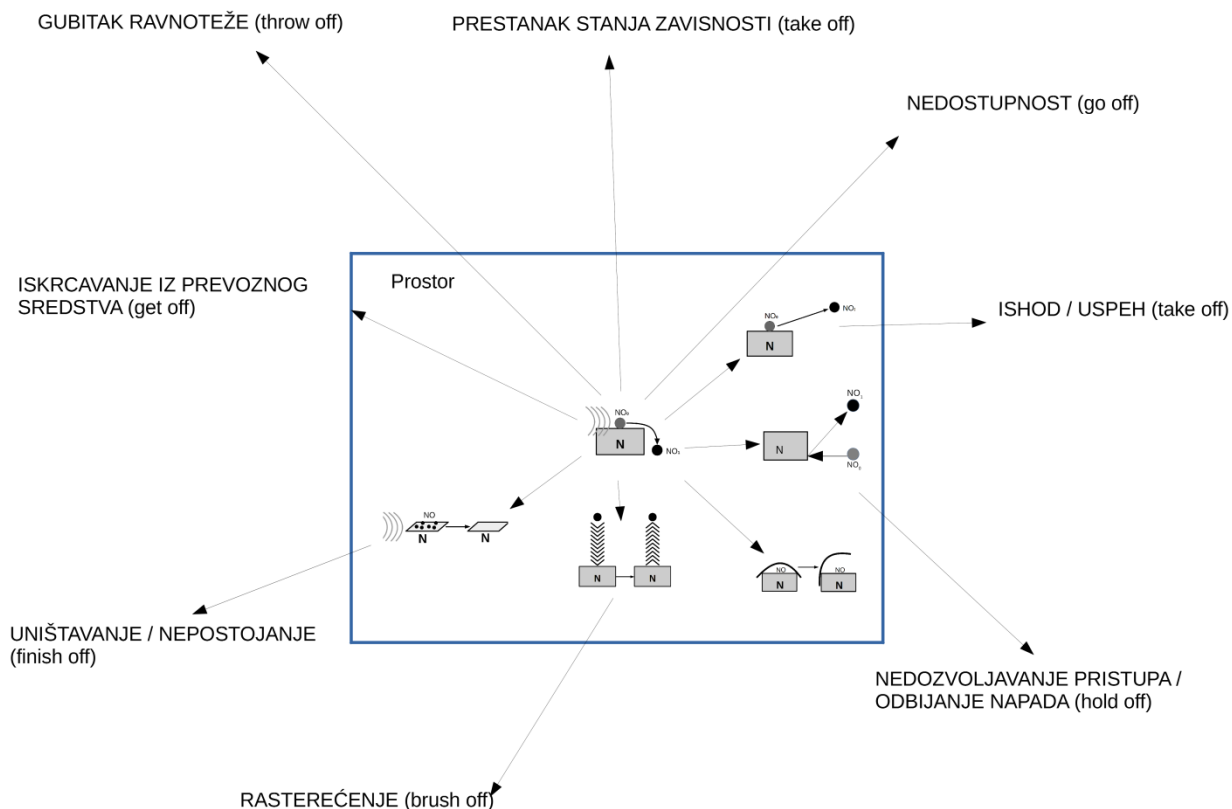 GUBITAK RAVNOTEŽE (throw off)
PRESTANAK STANJA ZAVISNOSTI (take off)
NEDOSTUPNOST (go off)
ISKRCAVANJE IZ PREVOZNOG
SREDSTVA (get off)
Prostor
ISHOD / USPEH (take off)
NO₂
N
NO₁
N
N
NO
N
N
N
N
NO
N
NO
N
UNIŠTAVANJE / NEPOSTOJANJE
(finish off)
NEDOZVOLJAVANJE PRISTUPA /
ODBIJANJE NAPADA (hold off)
RASTEREĆENJE (brush off)